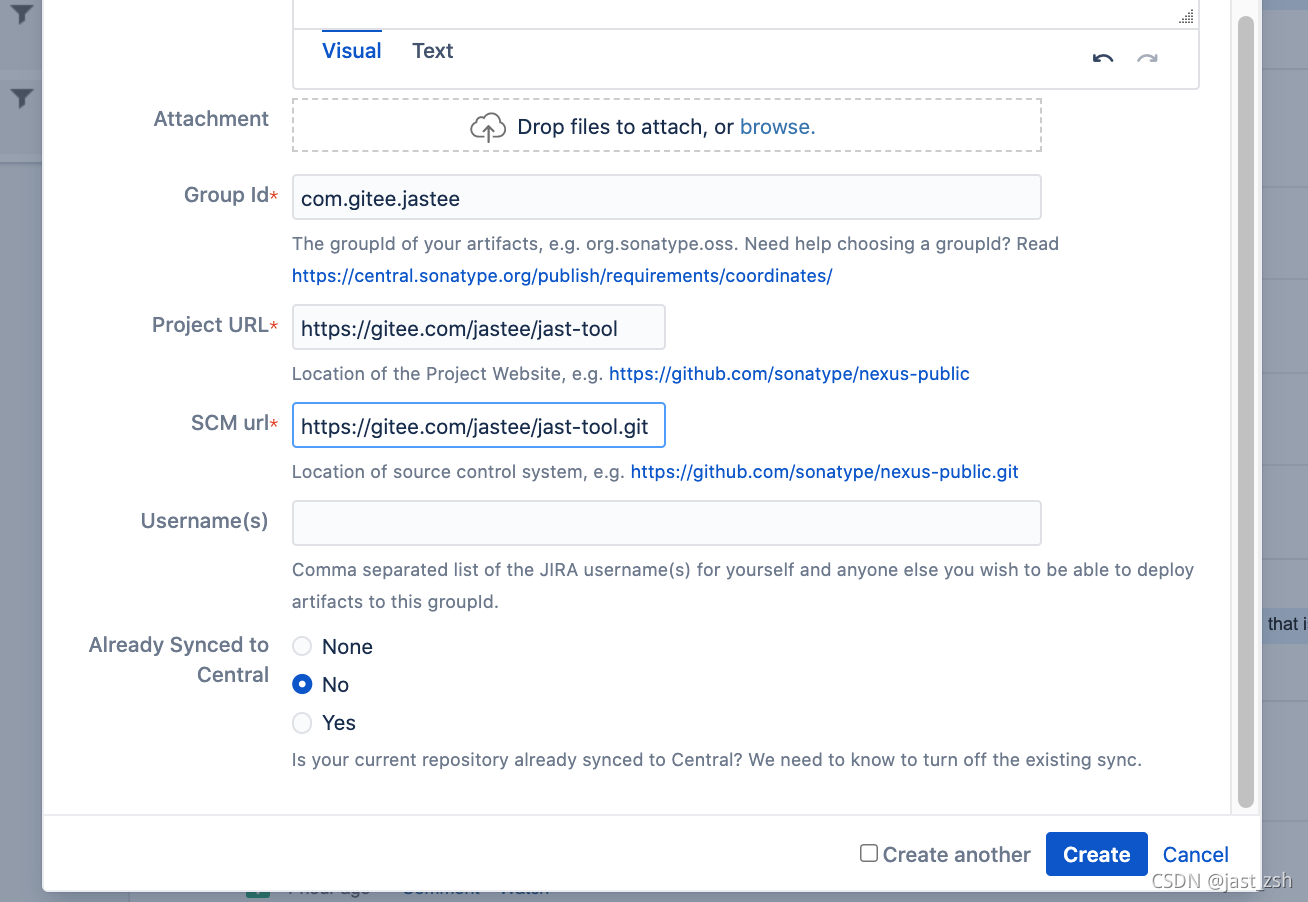 Visual Text
Attachment
Drop files to attach, or browse.
Group Id*
com.gitee.jastee
The groupId of your artifacts, e.g. org.sonatype.oss. Need help choosing a groupId? Read
https://central.sonatype.org/publish/requirements/coordinates/
Project URL*
https://gitee.com/jastee/jast-tool
Location of the Project Website, e.g. https://github.com/sonatype/nexus-public
SCM url*
https://gitee.com/jastee/jast-tool.git
Location of source control system, e.g. https://github.com/sonatype/nexus-public.git
Username(s)
Comma separated list of the JIRA username(s) for yourself and anyone else you wish to be able to deploy
artifacts to this groupId.
that i
Already Synced to
Central
None
No
Yes
Is your current repository already synced to Central? We need to know to turn off the existing sync.
Create another Create Cancel
CSDN @jast_zsh